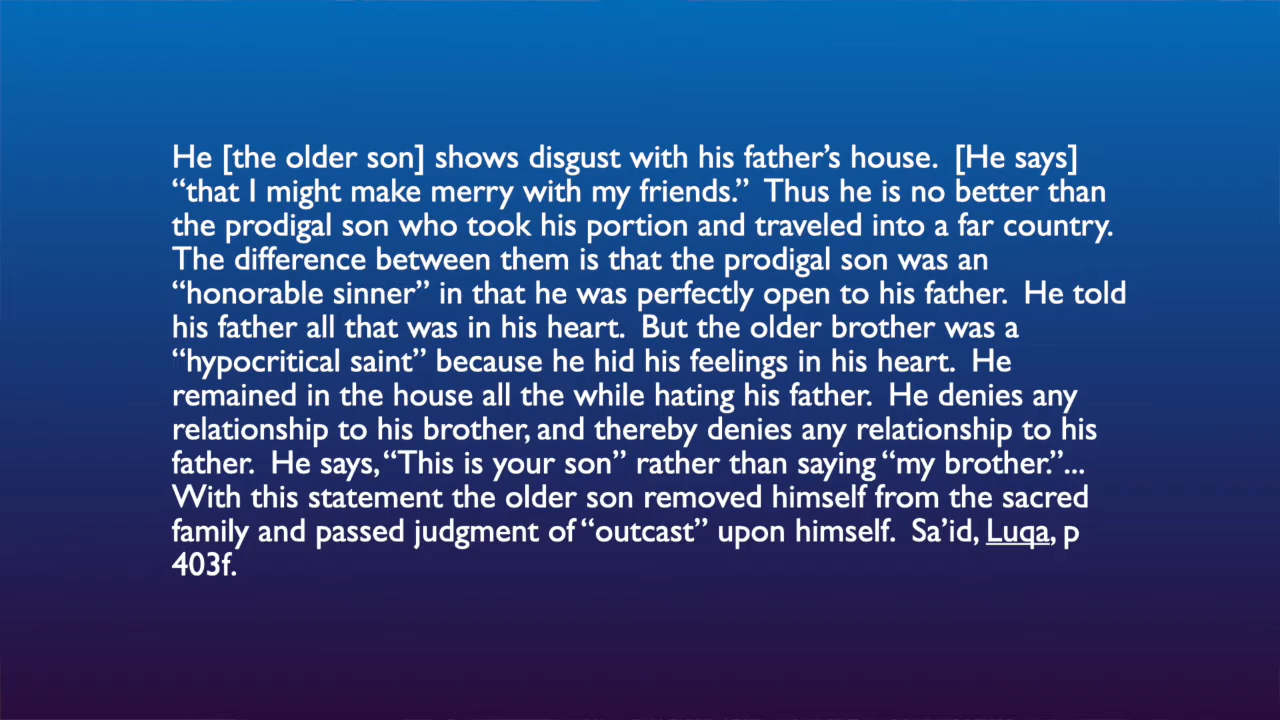 He [the older son] shows disgust with his father’s house.  [He says]
“that I might make merry with my friends.”  Thus he is no better than
the prodigal son who took his portion and traveled into a far country.
The difference between them is that the prodigal son was an
“honorable sinner” in that he was perfectly open to his father.  He told
his father all that was in his heart.  But the older brother was a
“hypocritical saint” because he hid his feelings in his heart.  He
remained in the house all the while hating his father.  He denies any
relationship to his brother, and thereby denies any relationship to his
father.  He says, “This is your son” rather than saying “my brother.”...
With this statement the older son removed himself from the sacred
family and passed judgment of “outcast” upon himself.  Sa’id, Luqa, p
403f.